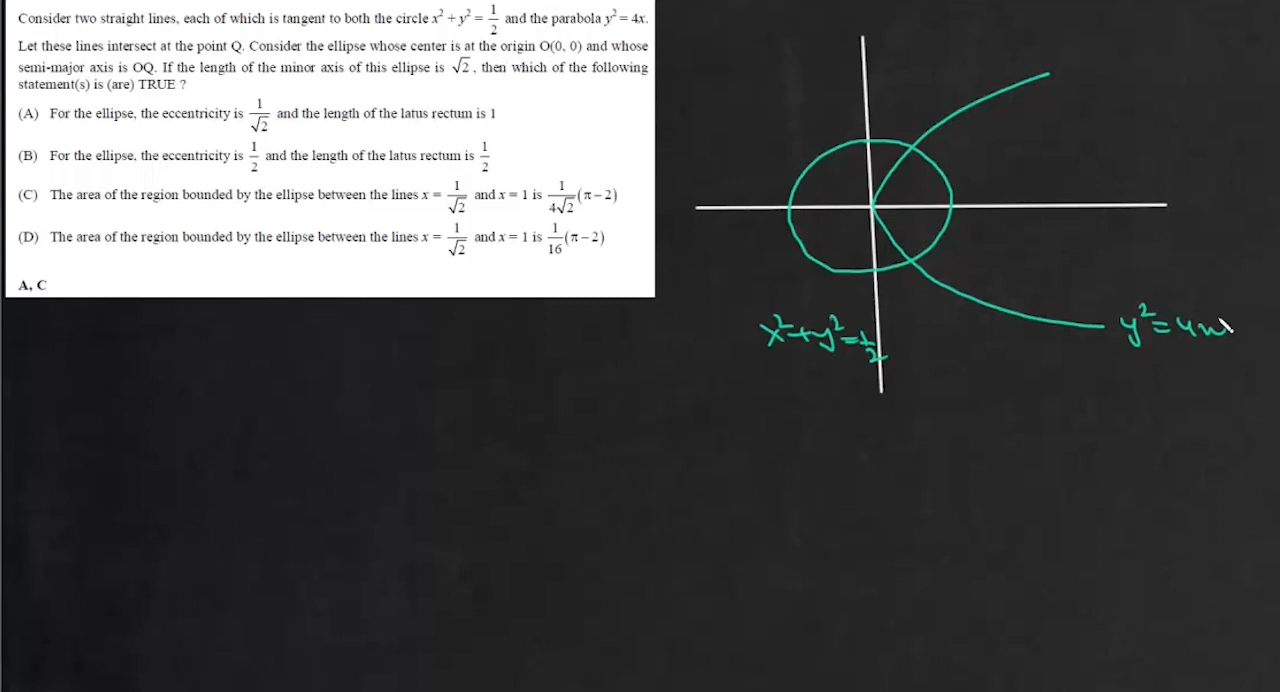 Consider two straight lines, each of which is tangent to both the circle x² + y² = 1/2 and the parabola y² = 4x.
Let these lines intersect at the point Q. Consider the ellipse whose center is at the origin O(0, 0) and whose
semi-major axis is OQ. If the length of the minor axis of this ellipse is √2, then which of the following
statement(s) is (are) TRUE ?
(A) For the ellipse, the eccentricity is 1/√2 and the length of the latus rectum is 1
(B) For the ellipse, the eccentricity is 1/2 and the length of the latus rectum is 1/2
(C) The area of the region bounded by the ellipse between the lines x = 1/√2 and x = 1 is 1/(4√2) (π − 2)
(D) The area of the region bounded by the ellipse between the lines x = 1/√2 and x = 1 is 1/16 (π − 2)
A, C
x² + y² = 1/2
y² = 4x